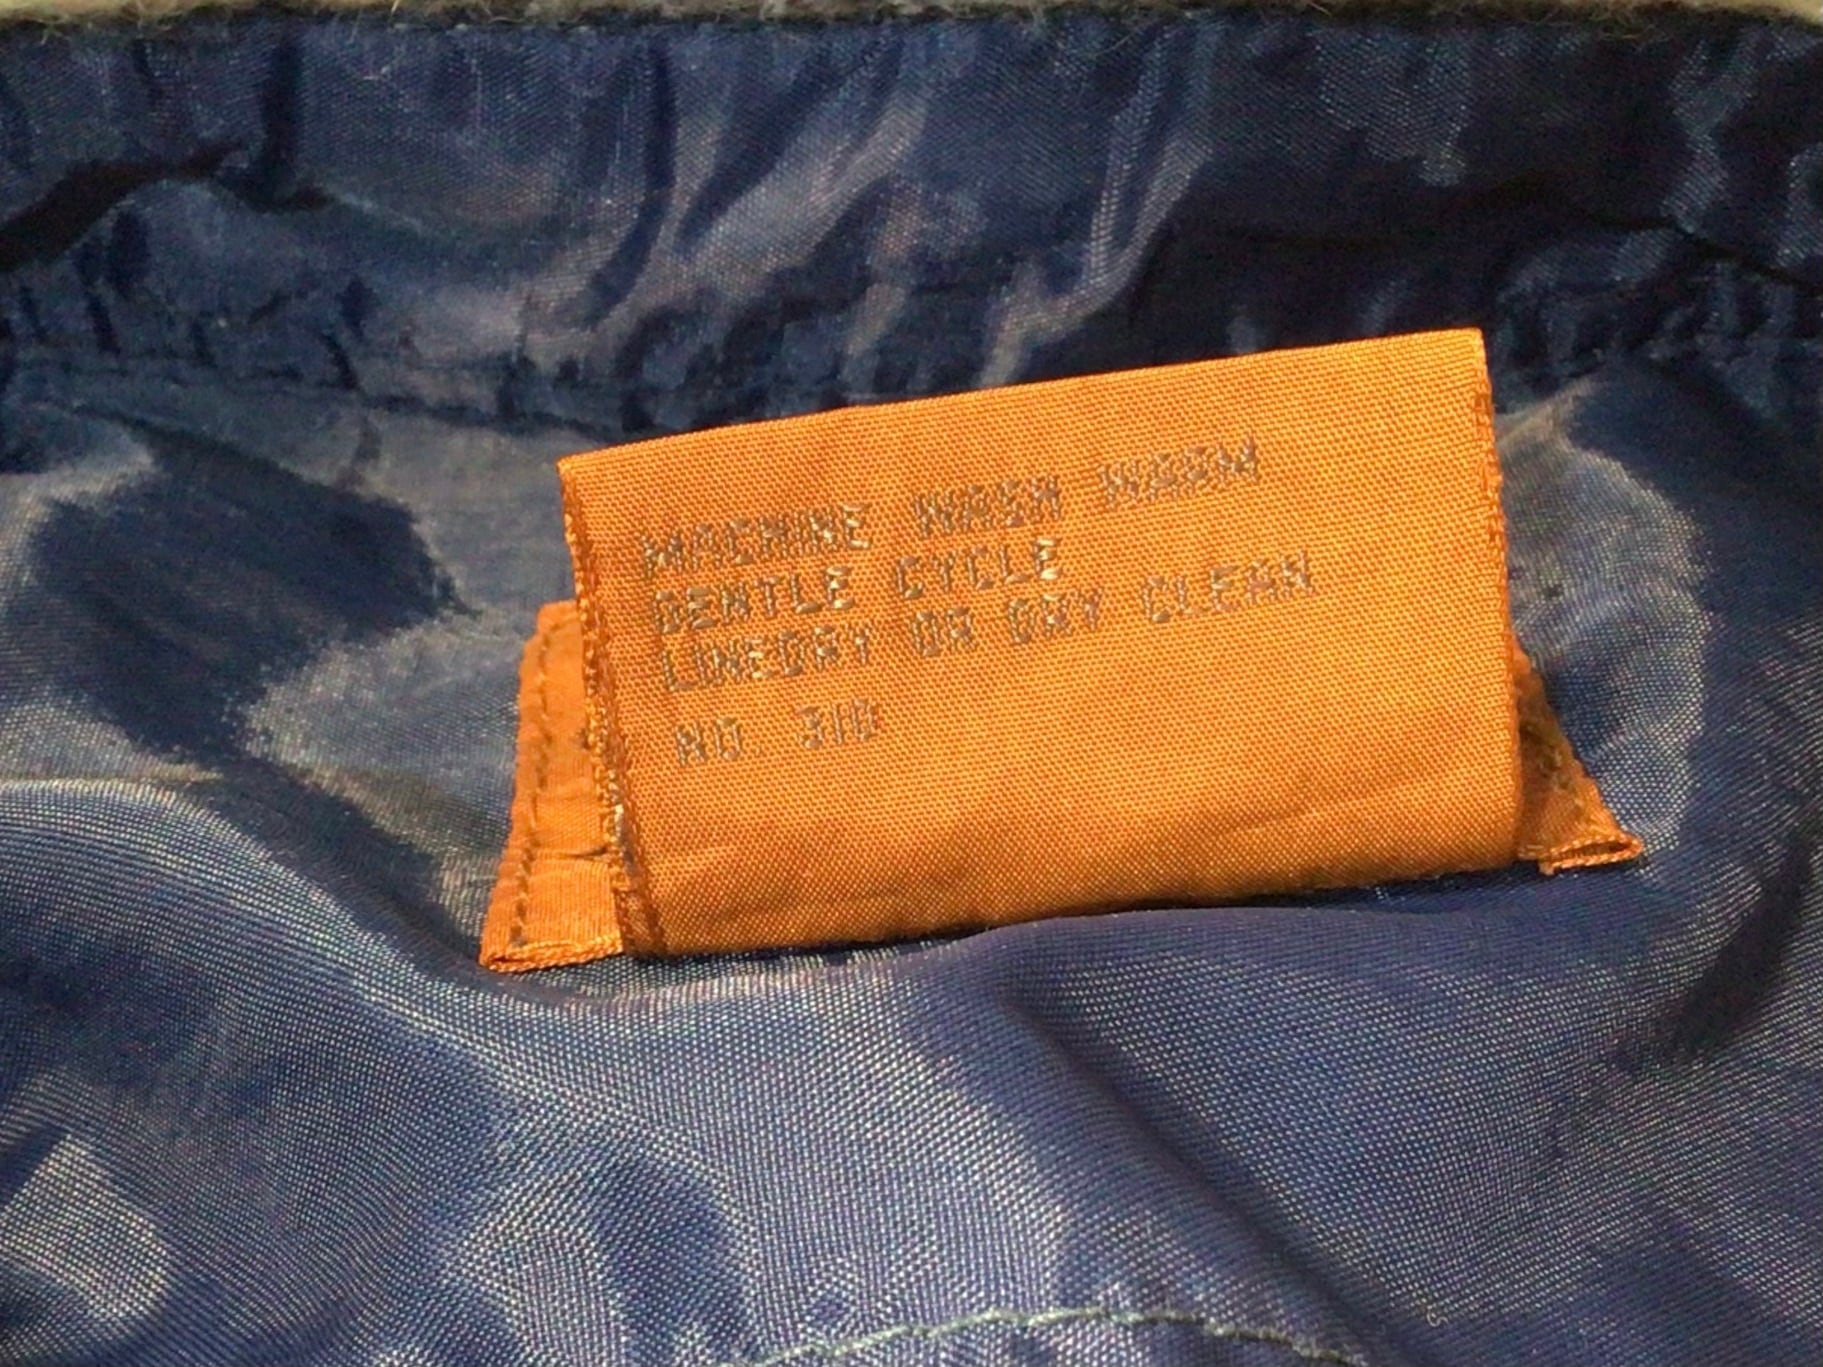 MACHINE WASH WARM
GENTLE CYCLE
LINEDRY OR DRY CLEAN
NO. 310